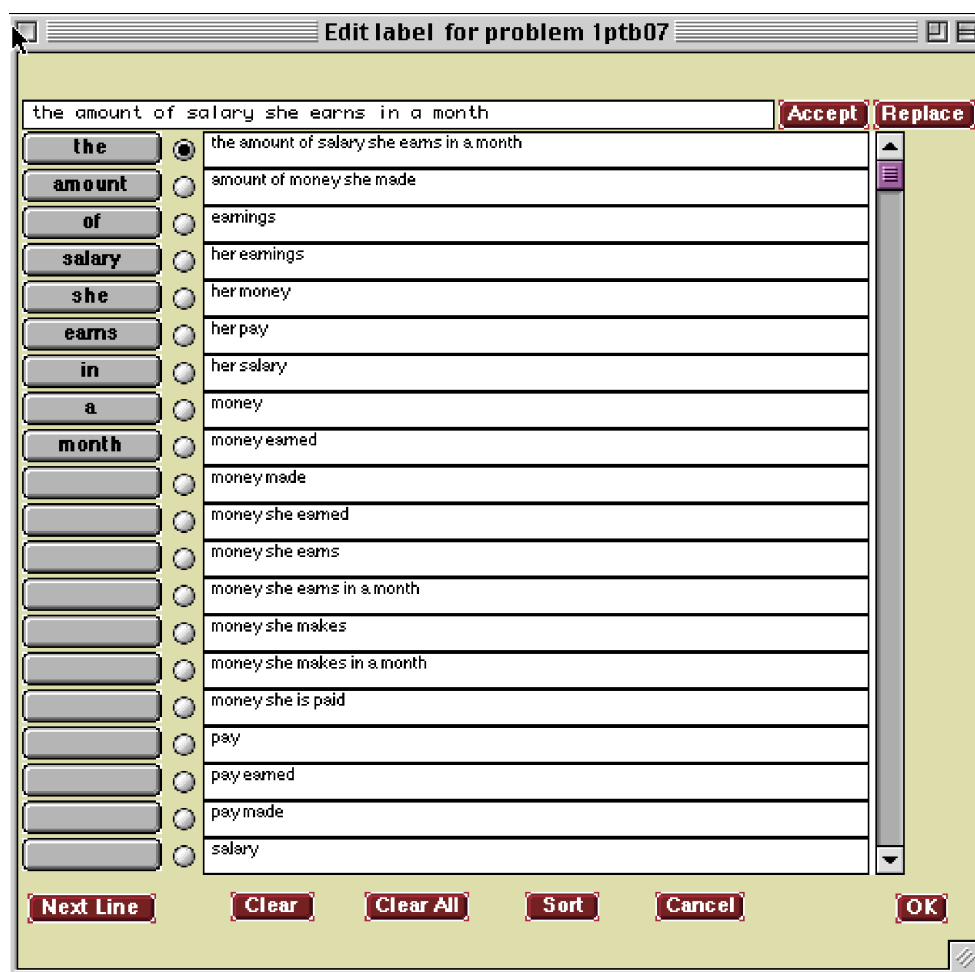 Edit label for problem 1ptb07
the amount of salary she earns in a month Accept Replace
the the amount of salary she earns in a month
amount amount of money she made
of earnings
salary her earnings
she her money
earns her pay
in her salary
a money
month money earned
money made
money she earned
money she earns
money she earns in a month
money she makes
money she makes in a month
money she is paid
pay
pay earned
pay made
salary
Next Line Clear Clear All Sort Cancel OK